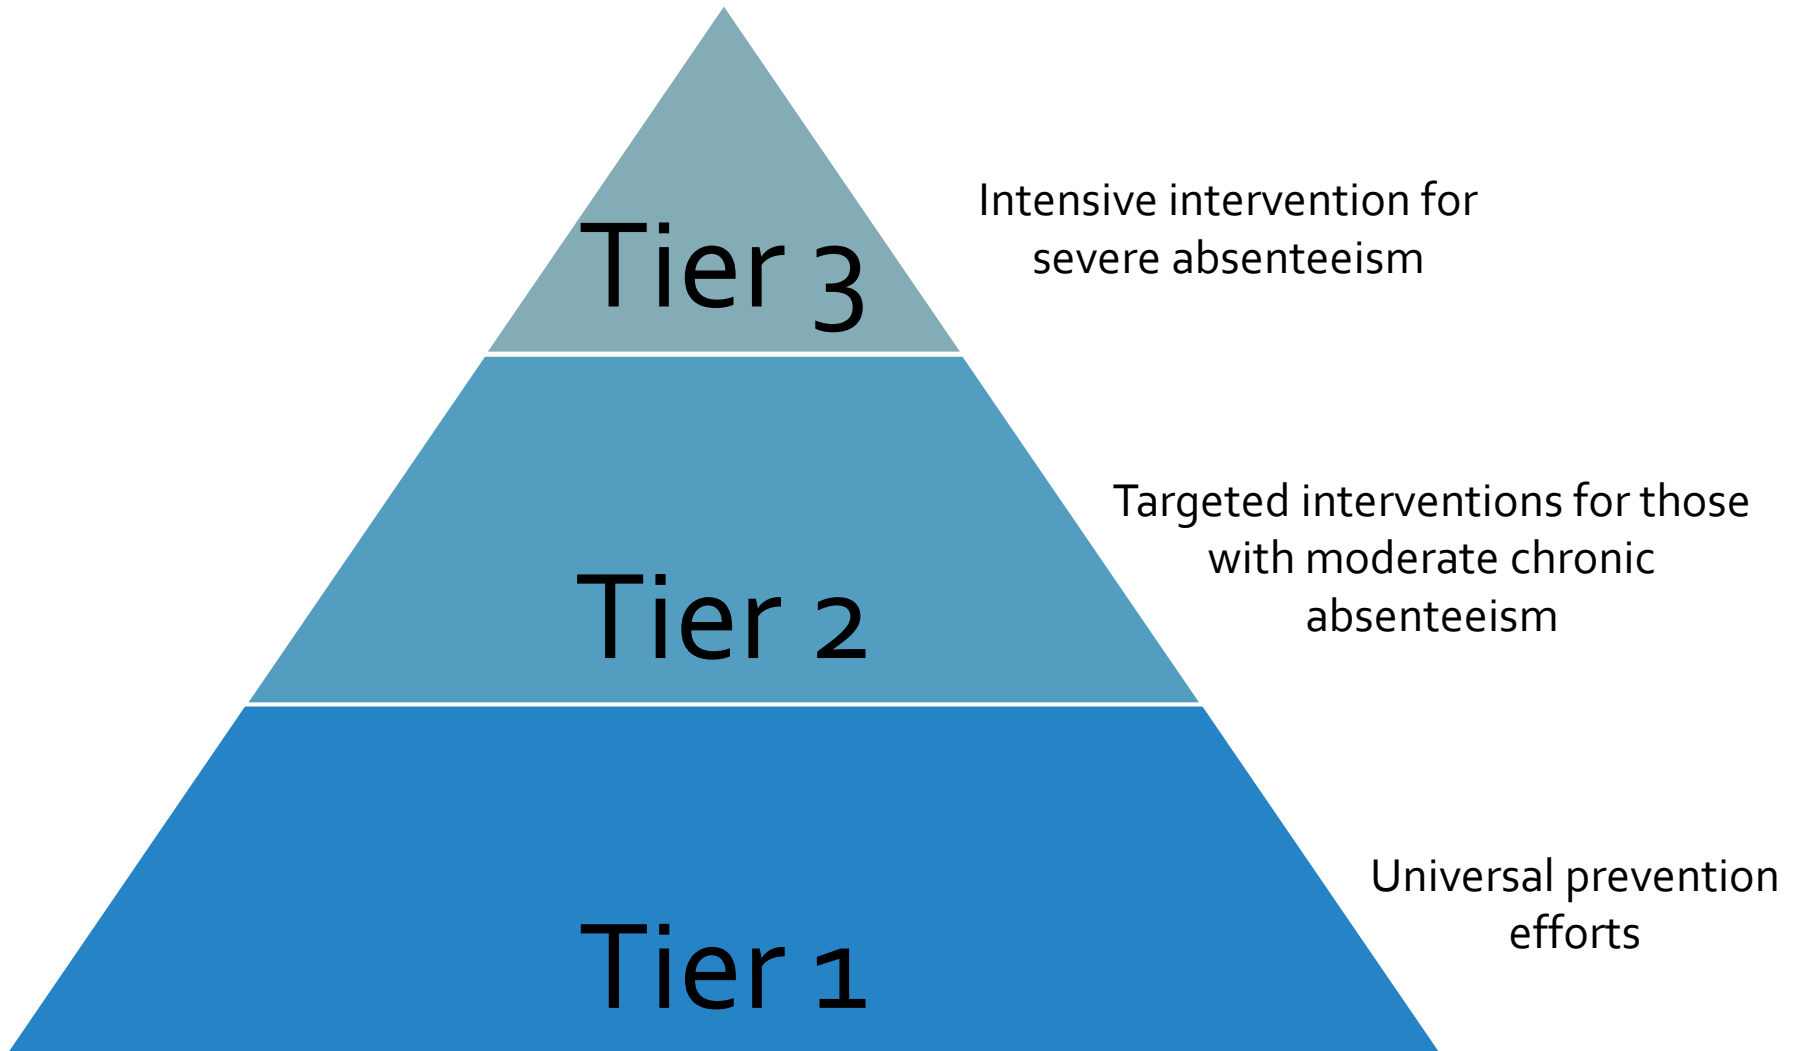 Tier 3
Intensive intervention for
severe absenteeism
Tier 2
Targeted interventions for those
with moderate chronic
absenteeism
Tier 1
Universal prevention
efforts